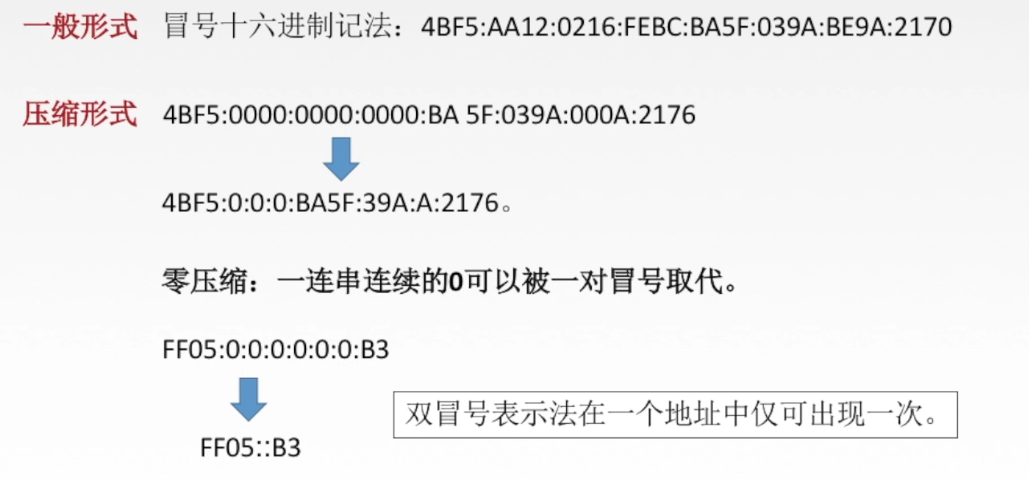 一般形式 冒号十六进制记法：4BF5:AA12:0216:FEBC:BA5F:039A:BE9A:2170
压缩形式 4BF5:0000:0000:0000:BA 5F:039A:000A:2176
4BF5:0:0:0:BA5F:39A:A:2176。
零压缩：一连串连续的0可以被一对冒号取代。
FF05:0:0:0:0:0:0:B3
双冒号表示法在一个地址中仅可出现一次。
FF05::B3